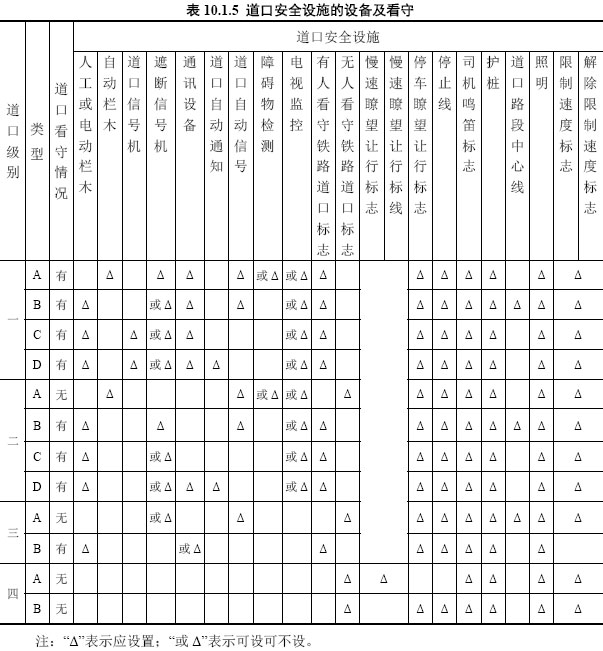 表 10.1.5 道口安全设施的设备及看守
道口级别 类型 道口看守情况 道口安全设施
人工或电动栏木 自动栏木 道口信号机 遮断信号机 通讯设备 道口自动通知 道口自动信号 障碍物检测 电视监控 有人看守铁路道口标志 无人看守铁路道口标志 慢速瞭望让行标志 慢速瞭望让行标线 停车瞭望让行标志 停止线 司机鸣笛标志 护桩 道口路段中心线 照明 限制速度标志 解除限制速度标志
一 A 有 Δ Δ Δ Δ 或Δ 或Δ Δ Δ Δ Δ Δ Δ Δ
B 有 Δ 或Δ Δ Δ 或Δ Δ Δ Δ Δ Δ Δ Δ Δ
C 有 Δ Δ 或Δ Δ 或Δ Δ Δ Δ Δ Δ Δ Δ
D 有 Δ Δ 或Δ Δ Δ 或Δ Δ Δ Δ Δ Δ Δ Δ
二 A 无 Δ Δ 或Δ 或Δ Δ Δ Δ Δ Δ Δ Δ
B 有 Δ Δ Δ 或Δ Δ Δ Δ Δ Δ Δ Δ Δ
C 有 Δ 或Δ 或Δ Δ Δ Δ Δ Δ Δ Δ
D 有 Δ 或Δ Δ Δ 或Δ Δ Δ Δ Δ Δ Δ Δ
三 A 无 或Δ Δ Δ Δ Δ Δ Δ Δ Δ Δ
B 有 Δ 或Δ Δ Δ Δ Δ Δ Δ
四 A 无 Δ Δ Δ Δ Δ Δ
B 无 Δ Δ Δ Δ Δ Δ Δ
注：“Δ”表示应设置；“或Δ”表示可设可不设。